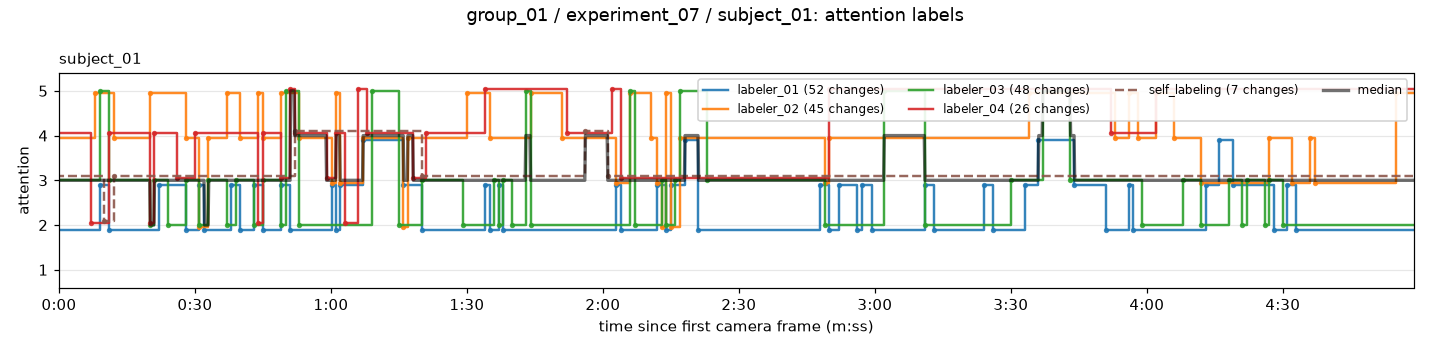 group_01 / experiment_07 / subject_01: attention labels
subject_01
labeler_01 (52 changes)
labeler_02 (45 changes)
labeler_03 (48 changes)
labeler_04 (26 changes)
self_labeling (7 changes)
median
attention
5
4
3
2
1
0:00 0:30 1:00 1:30 2:00 2:30 3:00 3:30 4:00 4:30
time since first camera frame (m:ss)